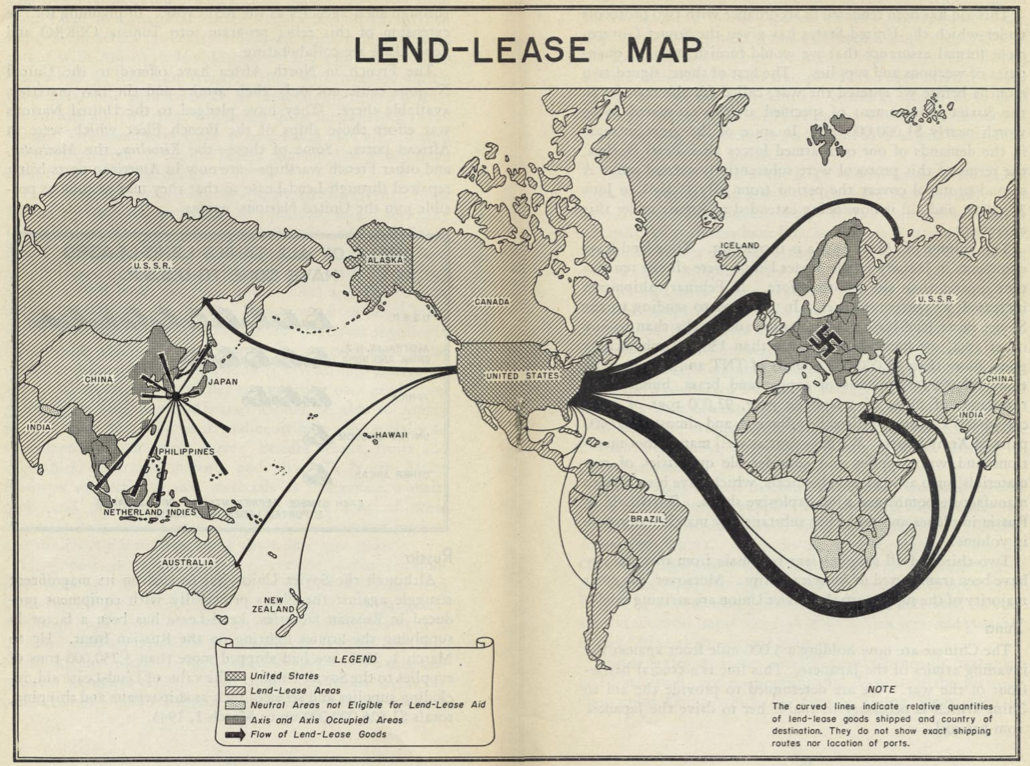 LEND-LEASE MAP
ICELAND
U.S.S.R.
ALASKA
CANADA
U.S.S.R.
UNITED STATES
CHINA
JAPAN
CHINA
INDIA
INDIA
HAWAII
PHILIPPINES
NETHERLAND INDIES
BRAZIL
AUSTRALIA
NEW
ZEALAND
LEGEND
United States
Lend-Lease Areas
Neutral Areas not Eligible for Lend-Lease Aid
Axis and Axis Occupied Areas
Flow of Lend-Lease Goods
NOTE
The curved lines indicate relative quantities
of lend-lease goods shipped and country of
destination. They do not show exact shipping
routes nor location of ports.